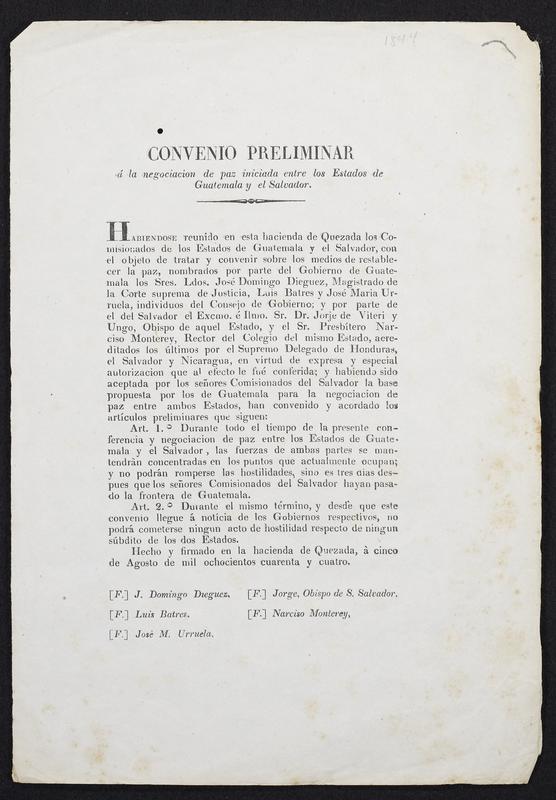 1844
CONVENIO PRELIMINAR
á la negociacion de paz iniciada entre los Estados de
Guatemala y el Salvador.
HABIENDOSE reunido en esta hacienda de Quezada los Co-
misionados de los Estados de Guatemala y el Salvador, con
el objeto de tratar y convenir sobre los medios de restable-
cer la paz, nombrados por parte del Gobierno de Guate-
mala los Sres. Ldos. José Domingo Dieguez, Magistrado de
la Corte suprema de Justicia, Luis Batres y José Maria Ur-
ruela, individuos del Consejo de Gobierno; y por parte de
el del Salvador el Excmo. é Ilmo. Sr. Dr. Jorje de Viteri y
Ungo, Obispo de aquel Estado, y el Sr. Presbítero Nar-
ciso Monterey, Rector del Colegio del mismo Estado, acre-
ditados los últimos por el Supremo Delegado de Honduras,
el Salvador y Nicaragua, en virtud de expresa y especial
autorizacion que al efecto le fué conferida; y habiendo sido
aceptada por los señores Comisionados del Salvador la base
propuesta por los de Guatemala para la negociacion de
paz entre ambos Estados, han convenido y acordado los
artículos preliminares que siguen:
Art. 1.º Durante todo el tiempo de la presente con-
ferencia y negociacion de paz entre los Estados de Guate-
mala y el Salvador, las fuerzas de ambas partes se man-
tendrán concentradas en los puntos que actualmente ocupan;
y no podrán romperse las hostilidades, sino es tres dias des-
pues que los señores Comisionados del Salvador hayan pasa-
do la frontera de Guatemala.
Art. 2.º Durante el mismo término, y desde que este
convenio llegue á noticia de los Gobiernos respectivos, no
podrá cometerse ningun acto de hostilidad respecto de ningun
súbdito de los dos Estados.
Hecho y firmado en la hacienda de Quezada, à cinco
de Agosto de mil ochocientos cuarenta y cuatro.
[F.] J. Domingo Dieguez. [F.] Jorge, Obispo de S. Salvador.
[F.] Luis Batres. [F.] Narciso Monterey,
[F.] José M. Urruela.